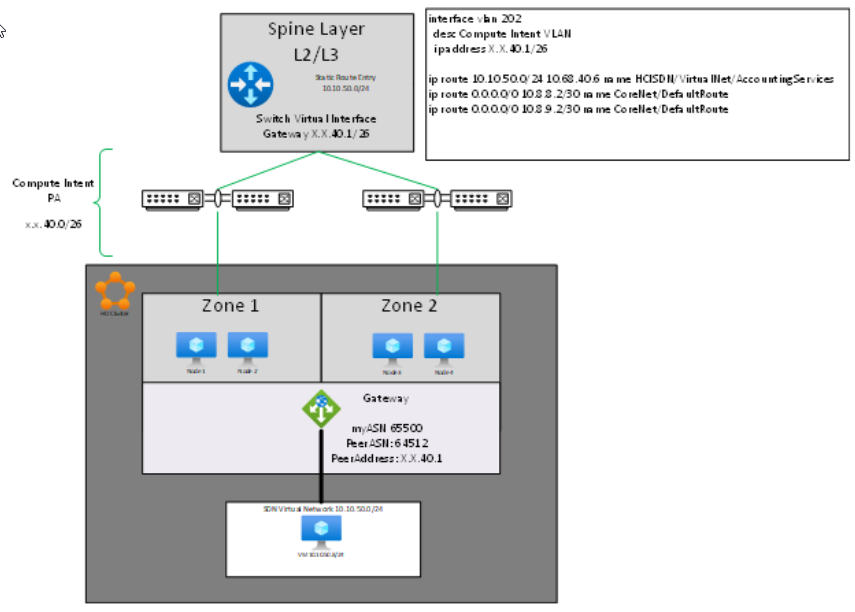 Spine Layer
L2/L3
Static Route Entry
10.10.50.0/24
Switch Virtual Interface
Gateway X.X.40.1/26
interface vlan 202
desc Compute Intent VLAN
ip address X.X.40.1/26
ip route 10.10.50.0/24 10.68.40.6 name HCISDN/VirtualNet/AccountingServices
ip route 0.0.0.0/0 10.8.8.2/30 name CoreNet/DefaultRoute
ip route 0.0.0.0/0 10.8.9.2/30 name CoreNet/DefaultRoute
Compute Intent
PA
x.x.40.0/26
HCI Cluster
Zone 1
Zone 2
Node 1
Node 2
Node 3
Node 4
Gateway
myASN 65500
PeerASN: 64512
PeerAddress: X.X.40.1
SDN Virtual Network 10.10.50.0/24
VM 10.10.50.8/24